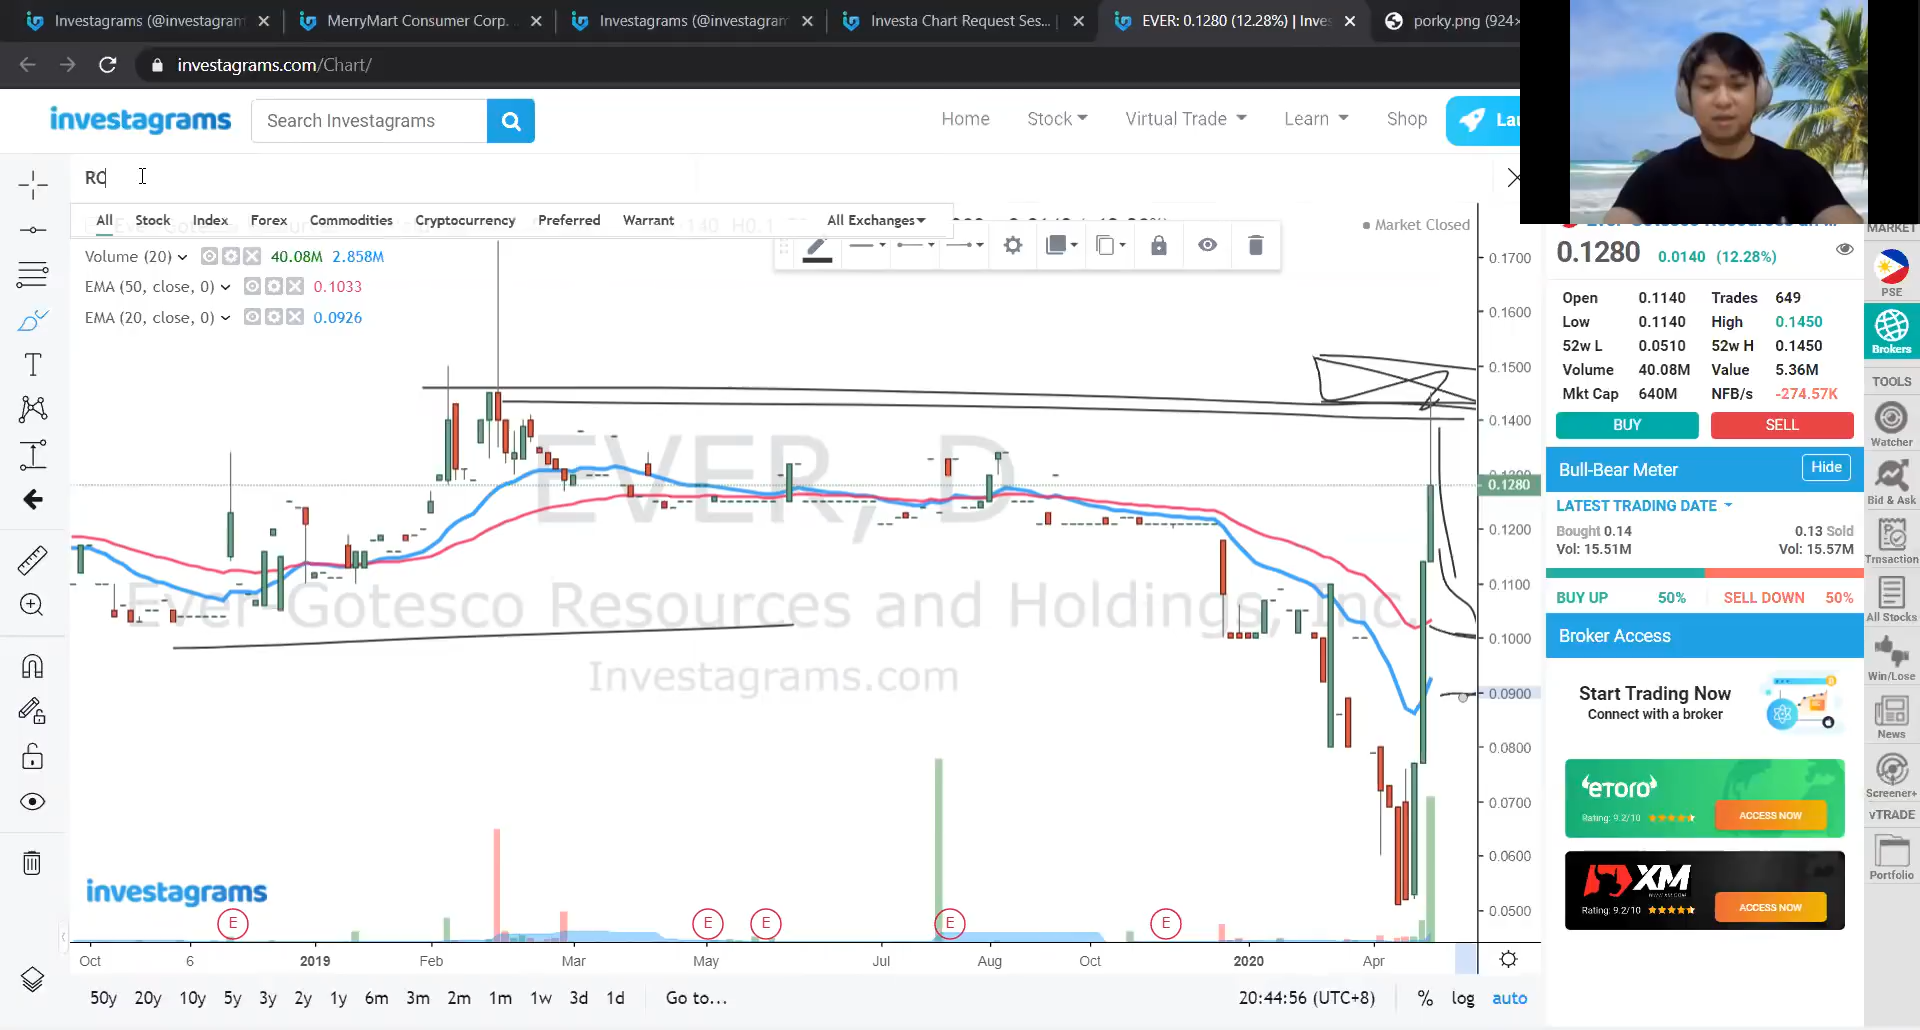 Investagrams (@investagram
MerryMart Consumer Corp.
Investagrams (@investagram
Investa Chart Request Ses...
EVER: 0.1280 (12.28%) | Inves
porky.png (924×
investagrams.com/Chart/
investagrams
Search Investagrams
Home
Stock
Virtual Trade
Learn
Shop
Lau
RC
All
Stock
Index
Forex
Commodities
Cryptocurrency
Preferred
Warrant
All Exchanges
Market Closed
Volume (20)
40.08M
2.858M
EMA (50, close, 0)
0.1033
EMA (20, close, 0)
0.0926
EVER, D
Ever-Gotesco Resources and Holdings, Inc.
Investagrams.com
0.1700
0.1600
0.1500
0.1400
0.1280
0.1200
0.1100
0.1000
0.0900
0.0800
0.0700
0.0600
0.0500
investagrams
E
E
E
E
E
Oct
6
2019
Feb
Mar
May
Jul
Aug
Oct
2020
Apr
50y
20y
10y
5y
3y
2y
1y
6m
3m
2m
1m
1w
3d
1d
Go to...
20:44:56 (UTC+8)
%
log
auto
0.1280
0.0140 (12.28%)
Open 0.1140 Trades 649
Low 0.1140 High 0.1450
52w L 0.0510 52w H 0.1450
Volume 40.08M Value 5.36M
Mkt Cap 640M NFB/s -274.57K
BUY
SELL
Bull-Bear Meter
Hide
LATEST TRADING DATE
Bought 0.14
0.13 Sold
Vol: 15.51M
Vol: 15.57M
BUY UP 50%
SELL DOWN 50%
Broker Access
Start Trading Now
Connect with a broker
eToro
Rating: 9.2/10
ACCESS NOW
XM
Rating: 9.2/10
ACCESS NOW
MARKET
PSE
Brokers
TOOLS
Watcher
Bid & Ask
Transaction
All Stocks
Win/Lose
News
Screener+
vTRADE
Portfolio